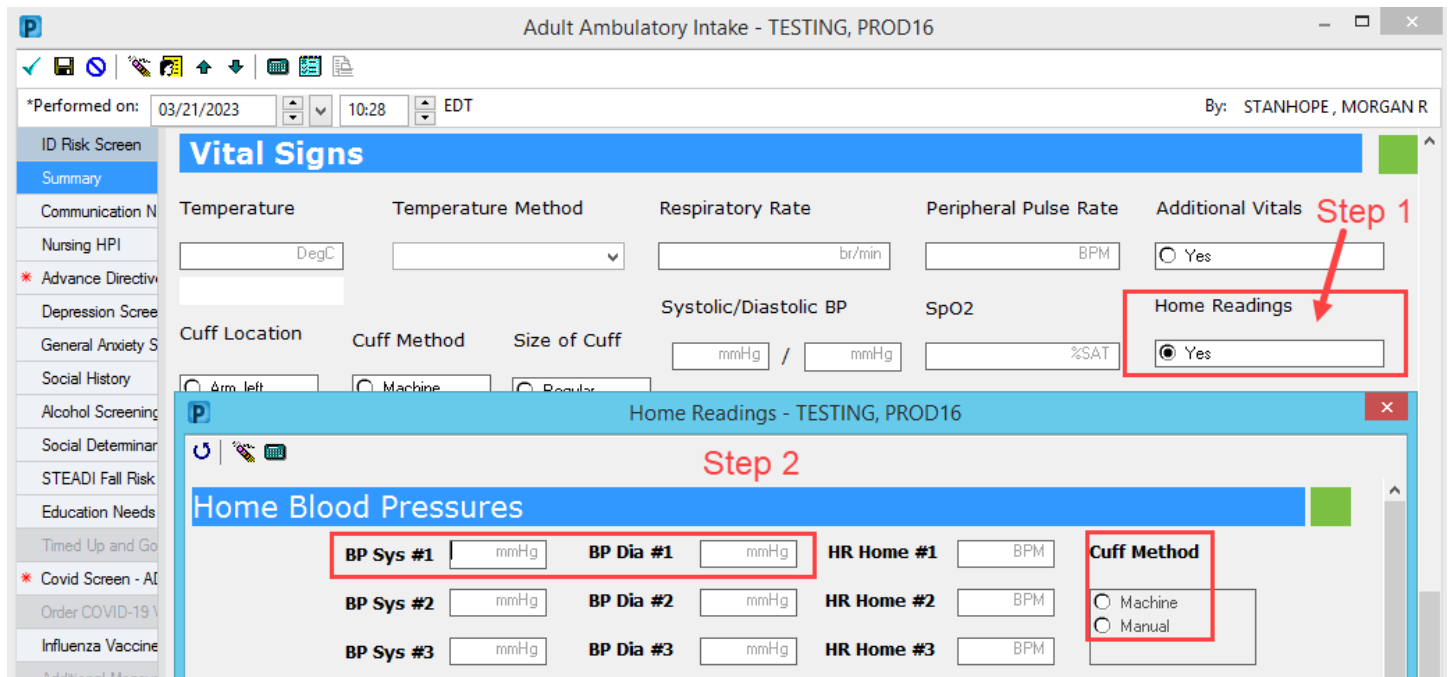 P
Adult Ambulatory Intake - TESTING, PROD16
*Performed on: 03/21/2023 10:28 EDT By: STANHOPE , MORGAN R
ID Risk Screen
Summary
Communication N
Nursing HPI
* Advance Directiv
Depression Scree
General Anxiety S
Social History
Alcohol Screening
Social Determinar
STEADI Fall Risk
Education Needs
Timed Up and Go
* Covid Screen - AD
Order COVID-19 V
Influenza Vaccine
Vital Signs
Temperature Temperature Method Respiratory Rate Peripheral Pulse Rate Additional Vitals Step 1
DegC br/min BPM Yes
Systolic/Diastolic BP SpO2 Home Readings
Cuff Location Cuff Method Size of Cuff
mmHg / mmHg %SAT Yes
Arm, left Machine Regular
P
Home Readings - TESTING, PROD16
Step 2
Home Blood Pressures
BP Sys #1 mmHg BP Dia #1 mmHg HR Home #1 BPM Cuff Method
BP Sys #2 mmHg BP Dia #2 mmHg HR Home #2 BPM Machine
Manual
BP Sys #3 mmHg BP Dia #3 mmHg HR Home #3 BPM